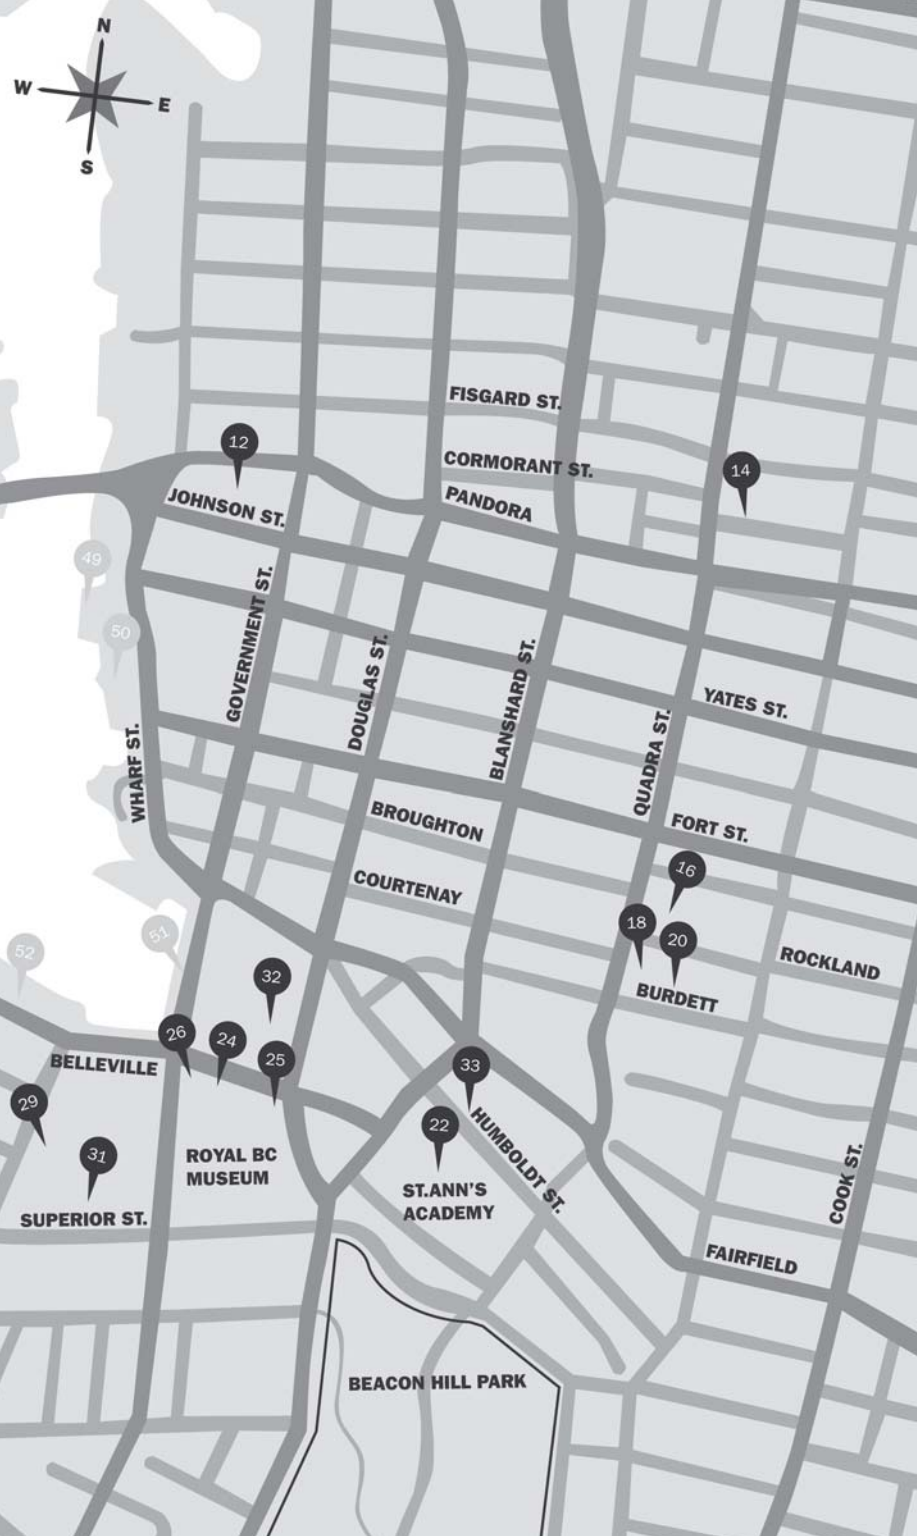 N
W
E
S
FISGARD ST.
12
CORMORANT ST.
14
JOHNSON ST.
PANDORA
49
GOVERNMENT ST.
50
DOUGLAS ST.
BLANSHARD ST.
YATES ST.
QUADRA ST.
WHARF ST.
BROUGHTON
FORT ST.
16
COURTENAY
18
20
51
52
ROCKLAND
32
BURDETT
26
24
25
BELLEVILLE
33
29
22
HUMBOLDT ST.
31
ROYAL BC
MUSEUM
COOK ST.
ST.ANN'S
ACADEMY
SUPERIOR ST.
FAIRFIELD
BEACON HILL PARK